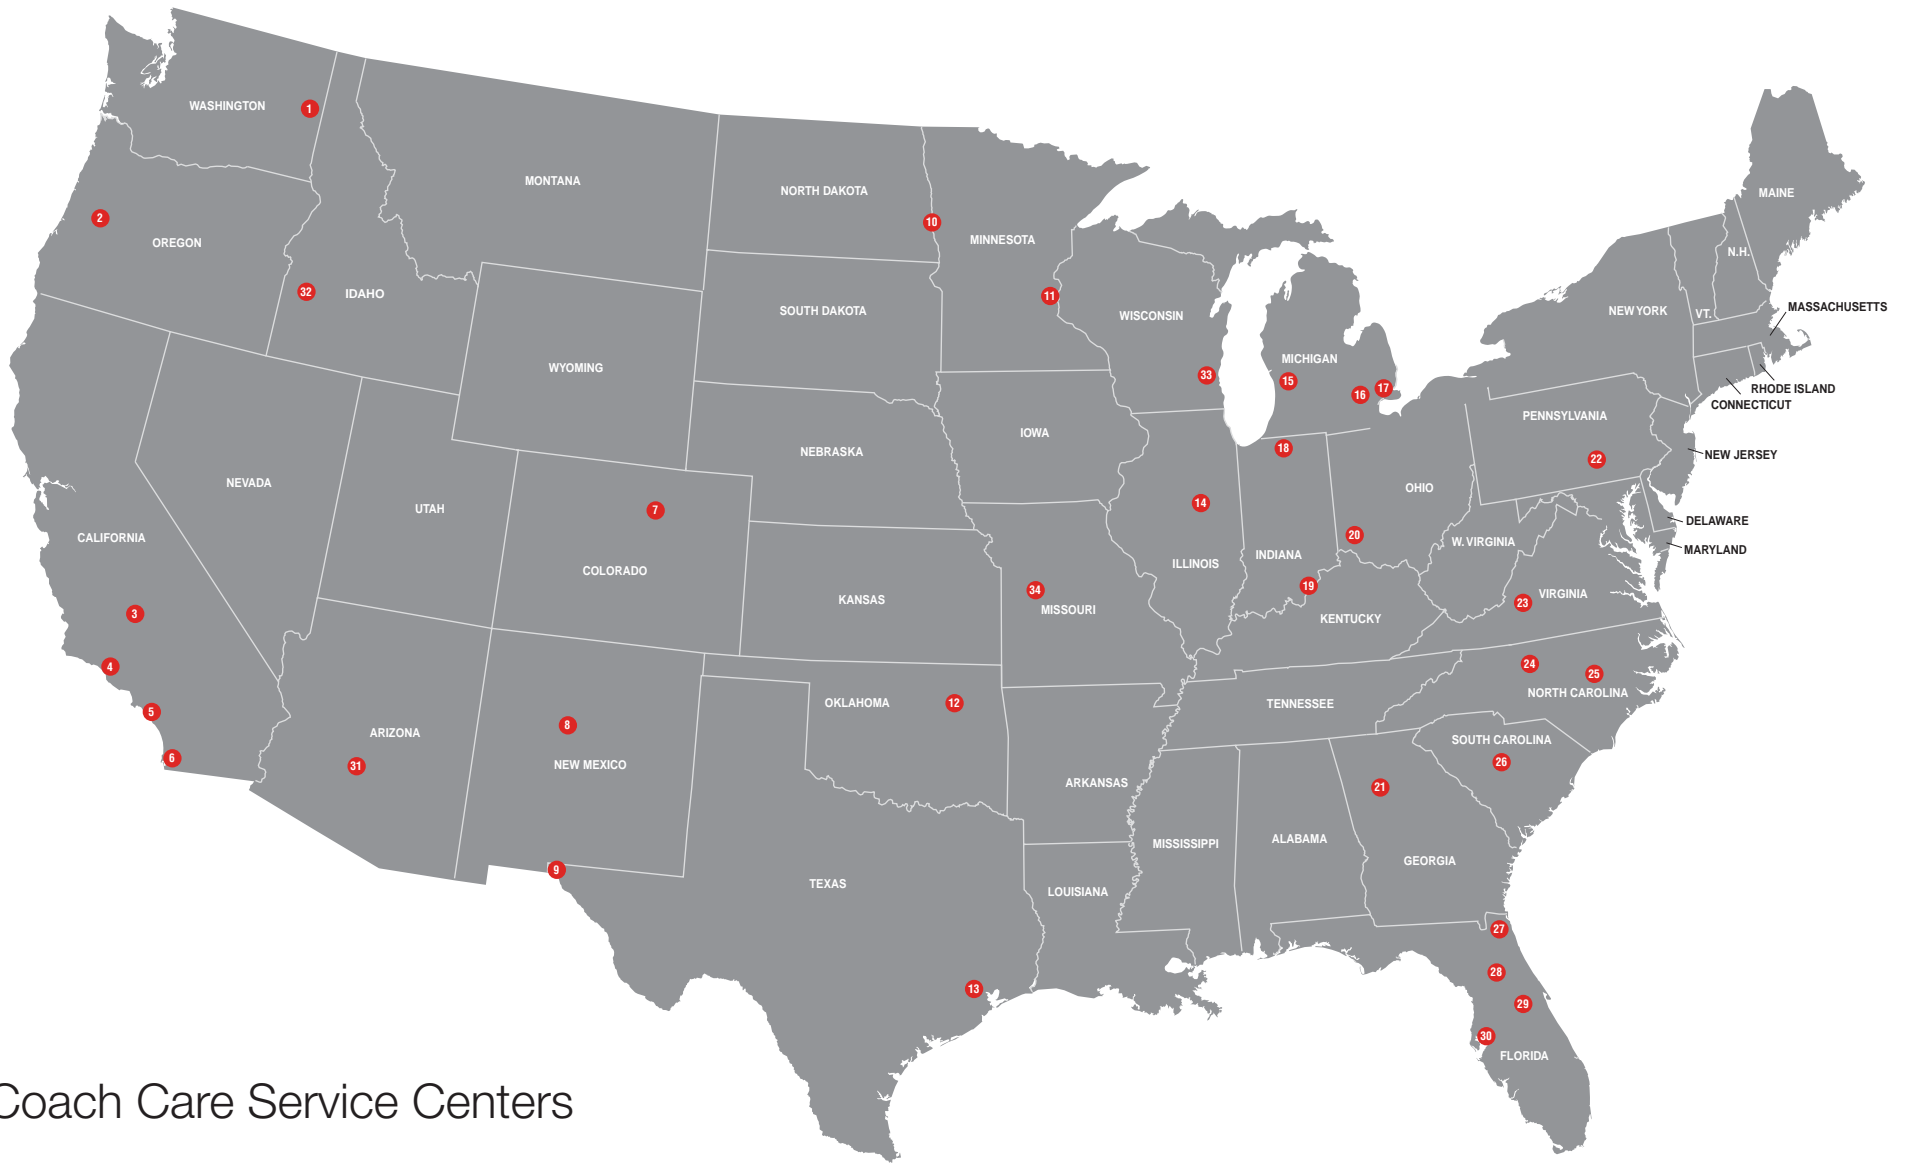 WASHINGTON
1
MONTANA
NORTH DAKOTA
MAINE
2
OREGON
10
MINNESOTA
N.H.
32
IDAHO
11
SOUTH DAKOTA
WISCONSIN
NEW YORK
VT.
MASSACHUSETTS
WYOMING
MICHIGAN
33
15
16
17
RHODE ISLAND
CONNECTICUT
PENNSYLVANIA
IOWA
NEBRASKA
18
22
NEW JERSEY
NEVADA
OHIO
UTAH
7
14
DELAWARE
CALIFORNIA
20
W. VIRGINIA
MARYLAND
COLORADO
ILLINOIS
INDIANA
KANSAS
34
MISSOURI
19
23
VIRGINIA
3
KENTUCKY
4
24
25
NORTH CAROLINA
5
OKLAHOMA
12
TENNESSEE
ARIZONA
8
SOUTH CAROLINA
6
31
NEW MEXICO
26
ARKANSAS
21
MISSISSIPPI
ALABAMA
GEORGIA
9
TEXAS
LOUISIANA
27
28
13
29
30
FLORIDA
Coach Care Service Centers